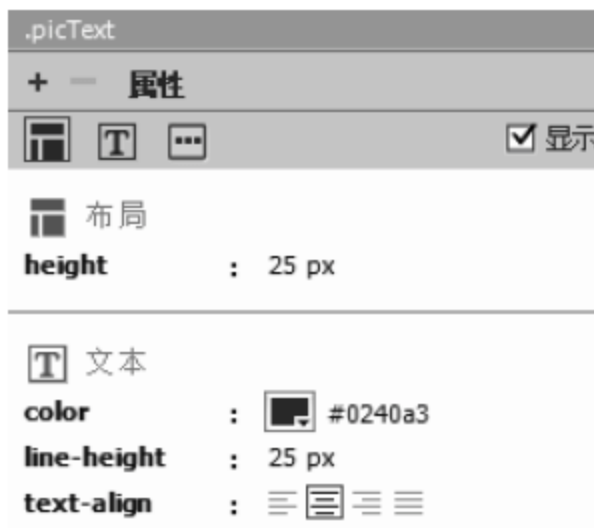 .picText
+ − 属性
T ☑ 显示
布局
height : 25 px
T 文本
color : #0240a3
line-height : 25 px
text-align :